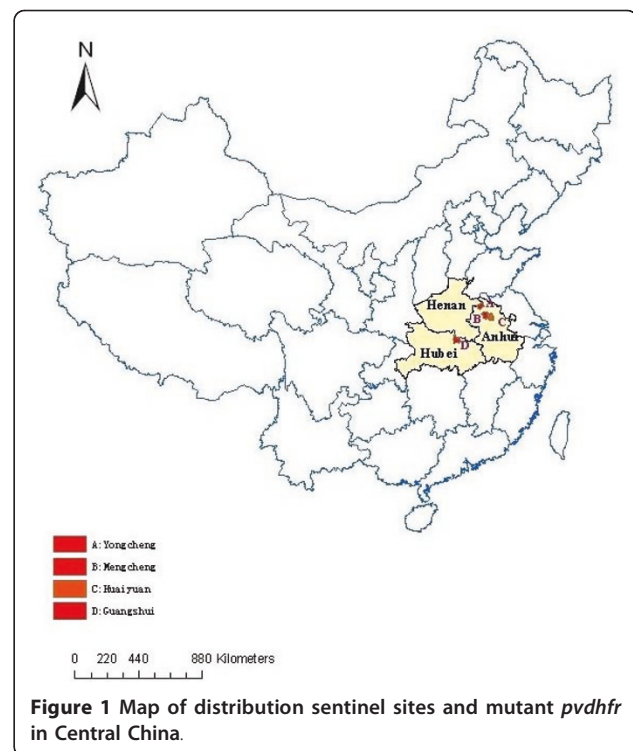 N
Henan
A
B
C
Anhui
D
Hubei
A:Yongcheng
B:Mengcheng
C:Huaiyuan
D:Guangshui
0 220 440 880 Kilometers
Figure 1 Map of distribution sentinel sites and mutant pvdhfr
in Central China.